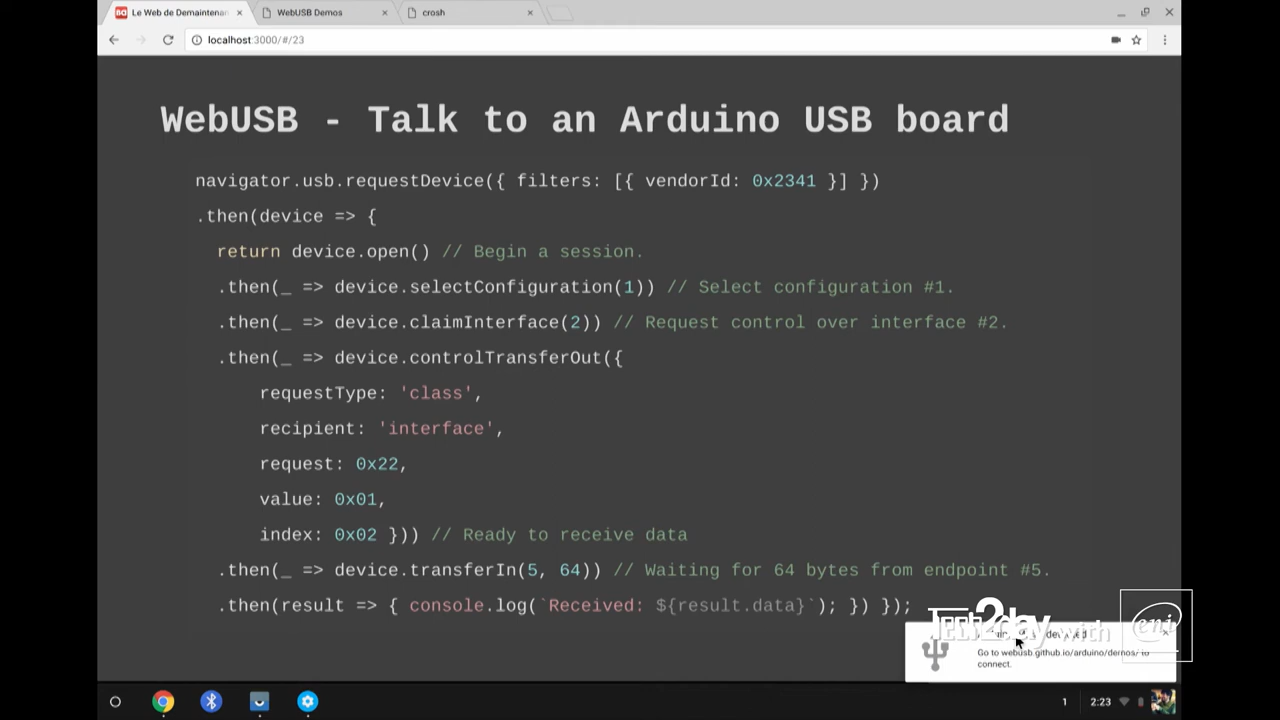 Le Web de Demaintenan
WebUSB Demos
crosh
localhost:3000/#/23
WebUSB - Talk to an Arduino USB board
navigator.usb.requestDevice({ filters: [{ vendorId: 0x2341 }] })
.then(device => {
return device.open() // Begin a session.
.then(_ => device.selectConfiguration(1)) // Select configuration #1.
.then(_ => device.claimInterface(2)) // Request control over interface #2.
.then(_ => device.controlTransferOut({
requestType: 'class',
recipient: 'interface',
request: 0x22,
value: 0x01,
index: 0x02 })) // Ready to receive data
.then(_ => device.transferIn(5, 64)) // Waiting for 64 bytes from endpoint #5.
.then(result => { console.log(`Received: ${result.data}`); }) });
Tech2day with eni
Go to webusb.github.io/arduino/demos/ to
connect.
1 2:23